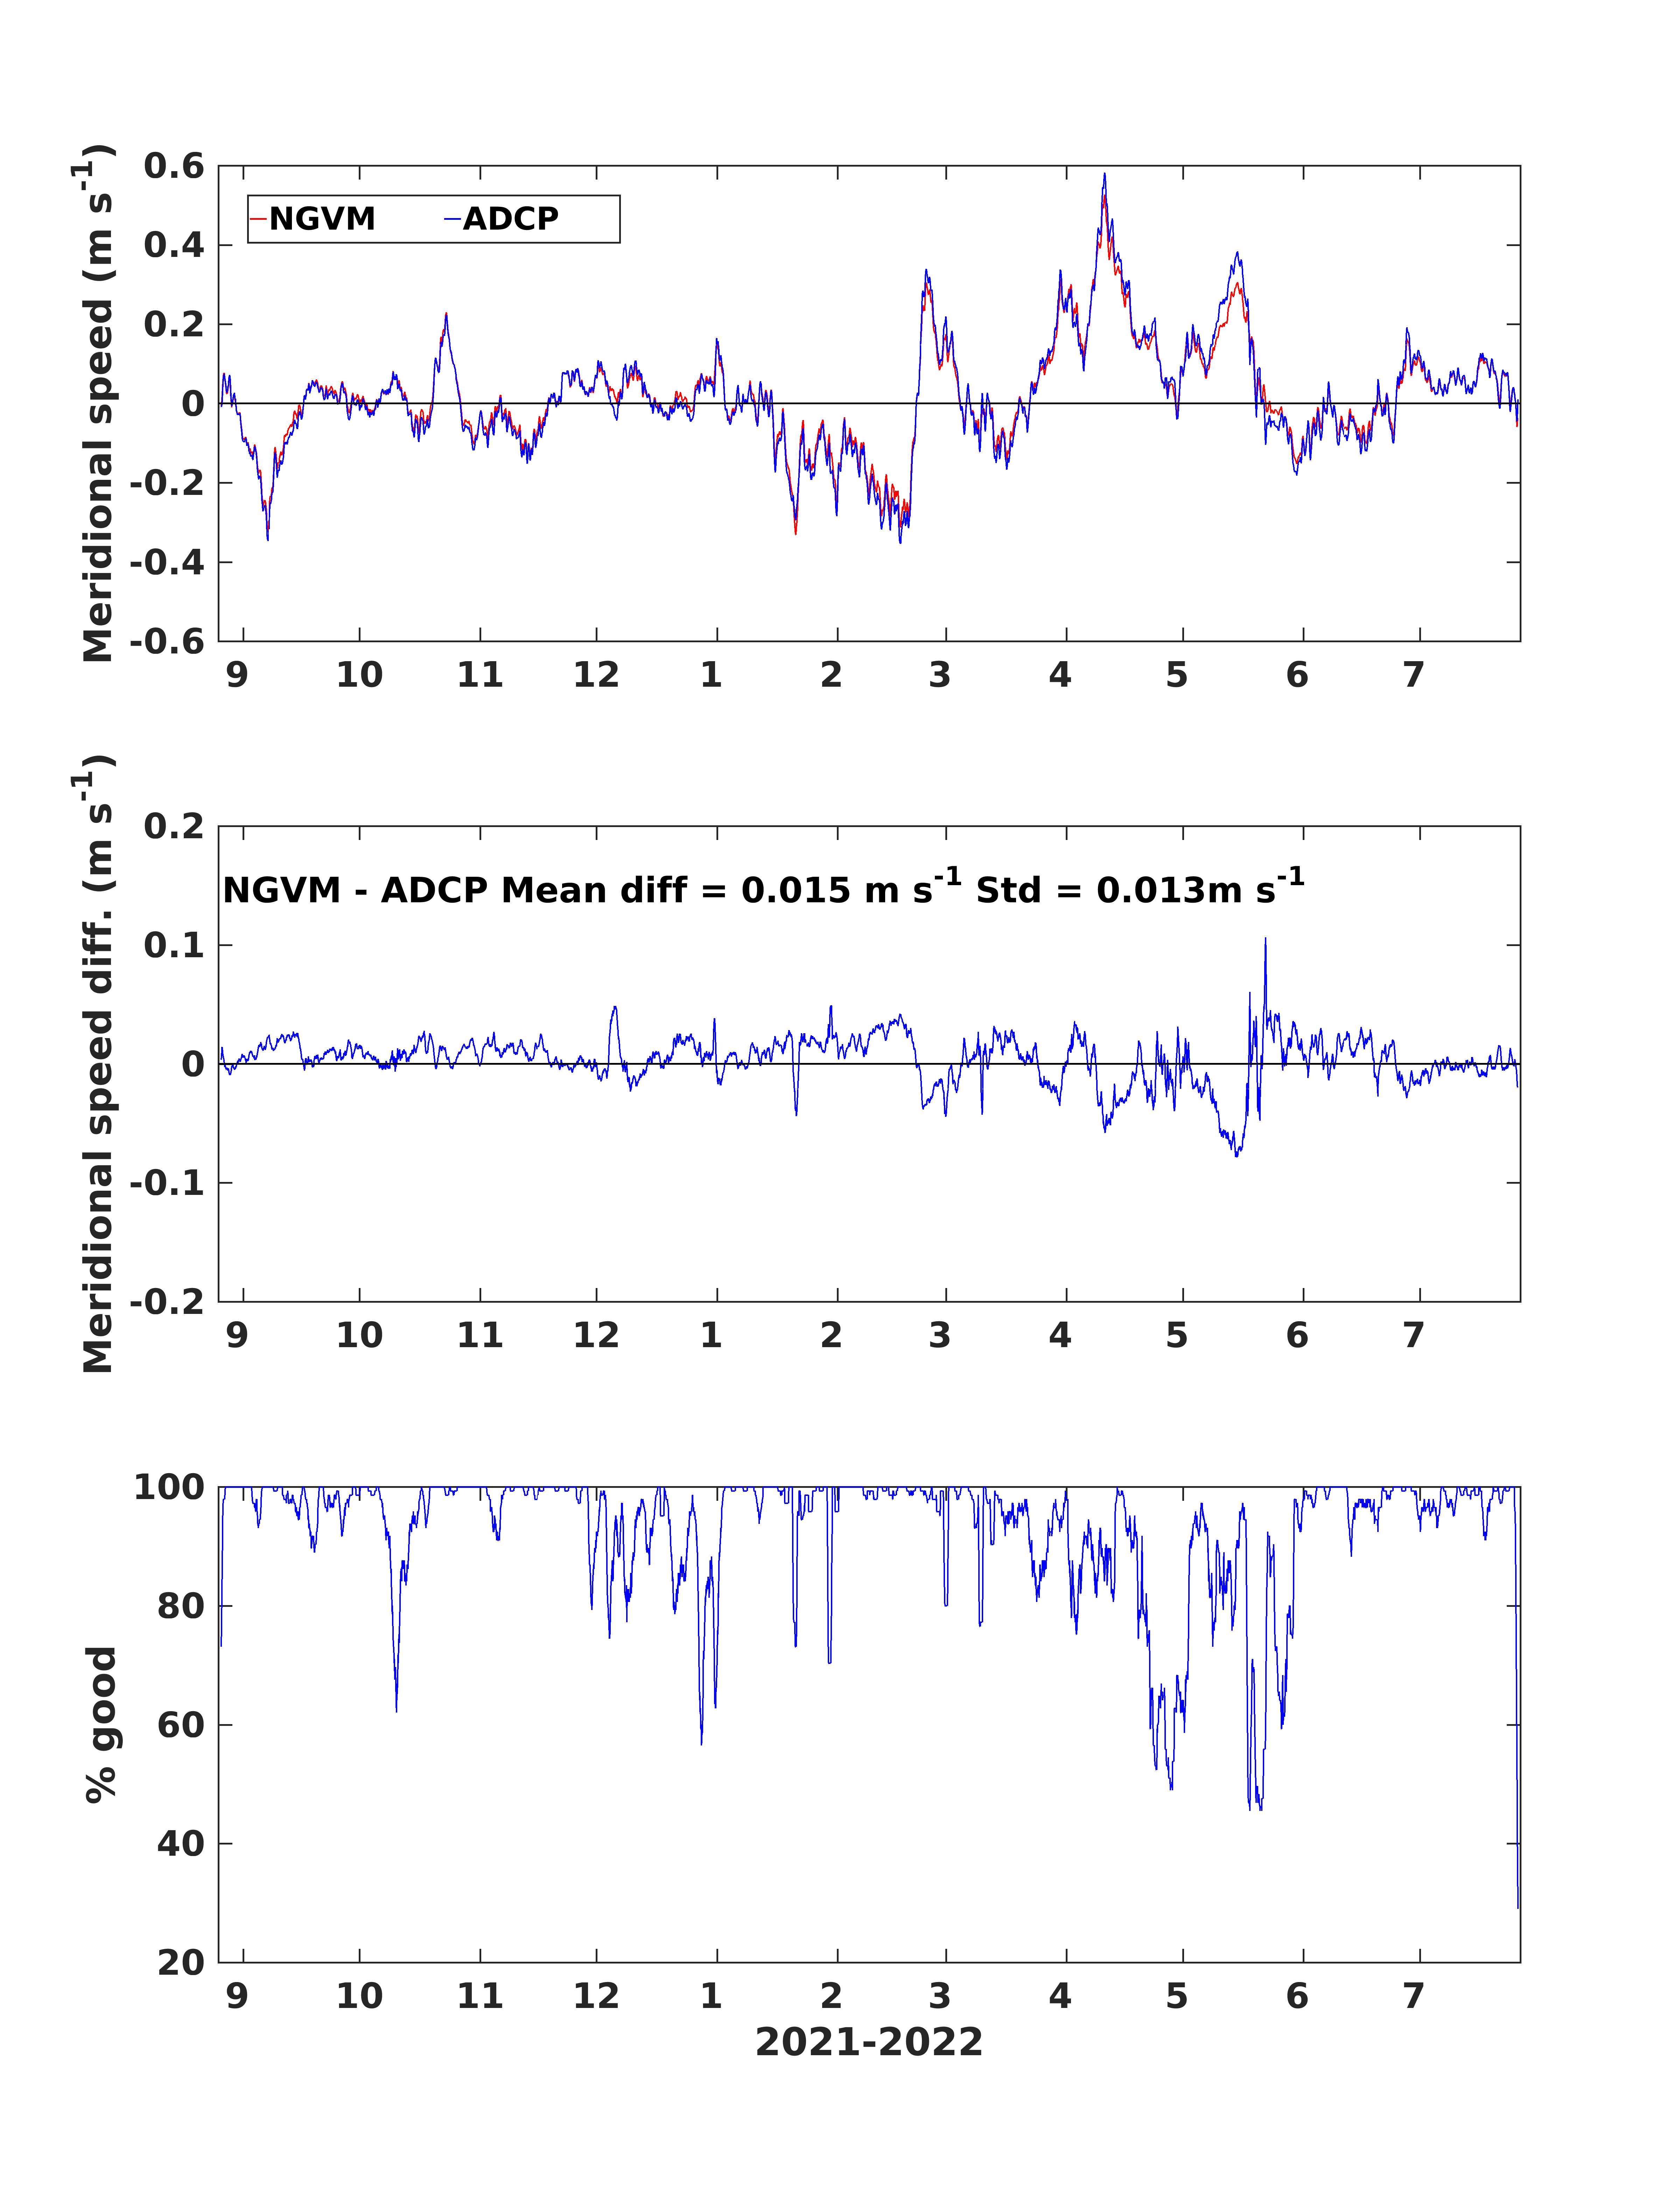 Meridional speed (m s-1)
0.6
0.4
0.2
0
-0.2
-0.4
-0.6
NGVM ADCP
9 10 11 12 1 2 3 4 5 6 7
Meridional speed diff. (m s-1)
0.2
0.1
0
-0.1
-0.2
NGVM - ADCP Mean diff = 0.015 m s-1 Std = 0.013m s-1
9 10 11 12 1 2 3 4 5 6 7
% good
100
80
60
40
20
9 10 11 12 1 2 3 4 5 6 7
2021-2022